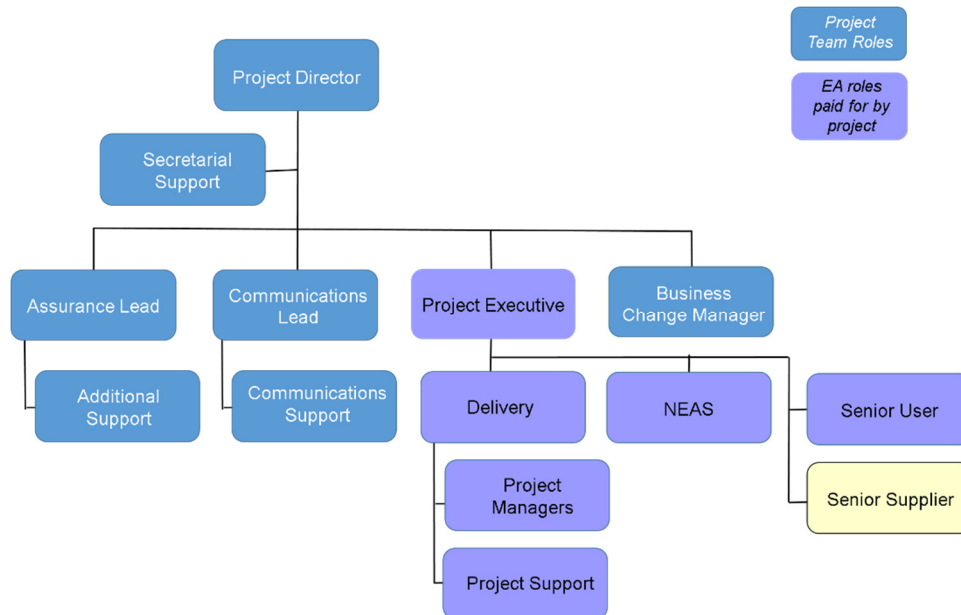 Project
Team Roles
EA roles
paid for by
project
Project Director
Secretarial
Support
Assurance Lead
Communications
Lead
Project Executive
Business
Change Manager
Additional
Support
Communications
Support
Delivery
NEAS
Senior User
Project
Managers
Senior Supplier
Project Support